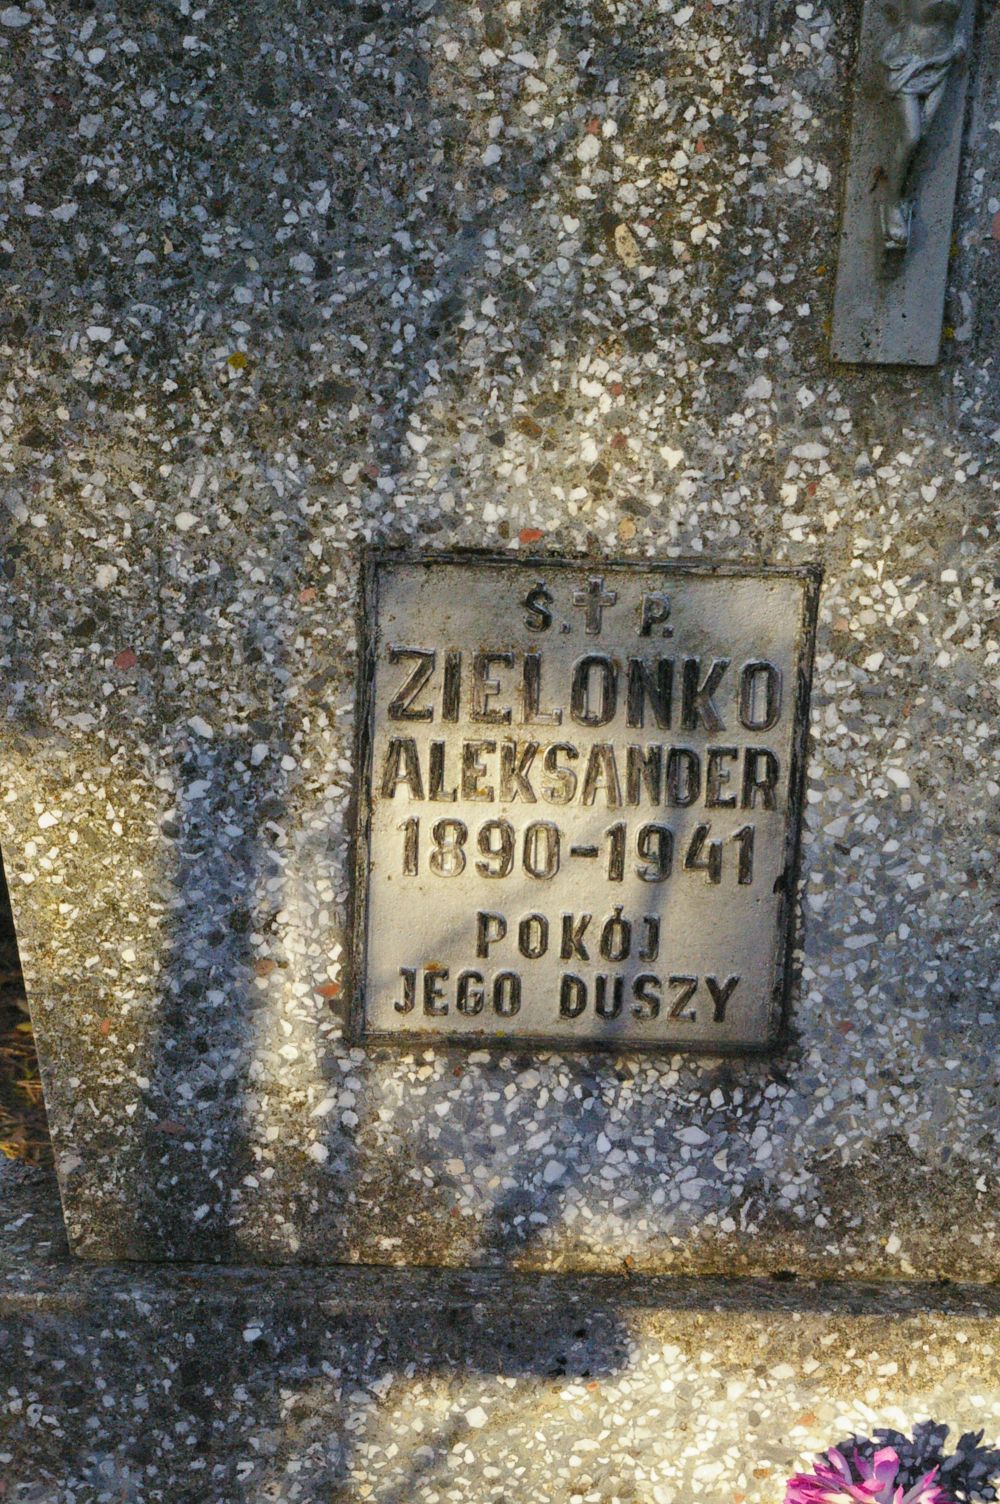 Ś. ✝ P.
ZIELONKO
ALEKSANDER
1890-1941
POKÓJ
JEGO DUSZY